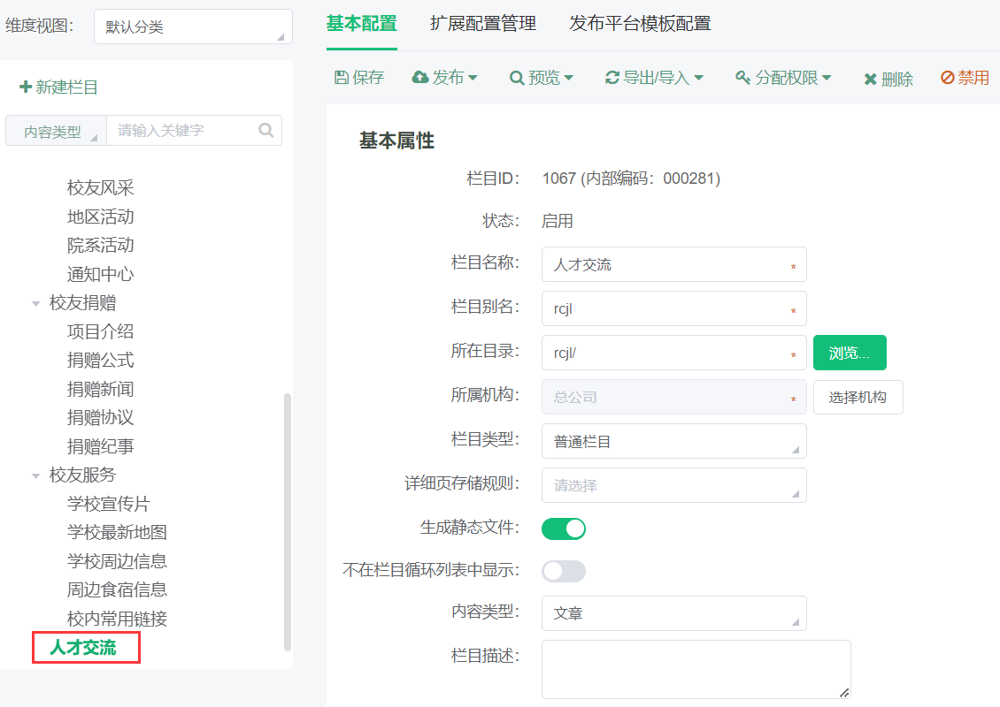 维度视图：
默认分类
新建栏目
内容类型
请输入关键字
校友风采
地区活动
院系活动
通知中心
校友捐赠
项目介绍
捐赠公式
捐赠新闻
捐赠协议
捐赠纪事
校友服务
学校宣传片
学校最新地图
学校周边信息
周边食宿信息
校内常用链接
人才交流
基本配置 扩展配置管理 发布平台模板配置
保存 发布 预览 导出/导入 分配权限 删除 禁用
基本属性
栏目ID： 1067 (内部编码：000281)
状态： 启用
栏目名称： 人才交流 *
栏目别名： rcjl *
所在目录： rcjl/ * 浏览...
所属机构： 总公司 * 选择机构
栏目类型： 普通栏目
详细页存储规则： 请选择
生成静态文件：
不在栏目循环列表中显示：
内容类型： 文章
栏目描述：